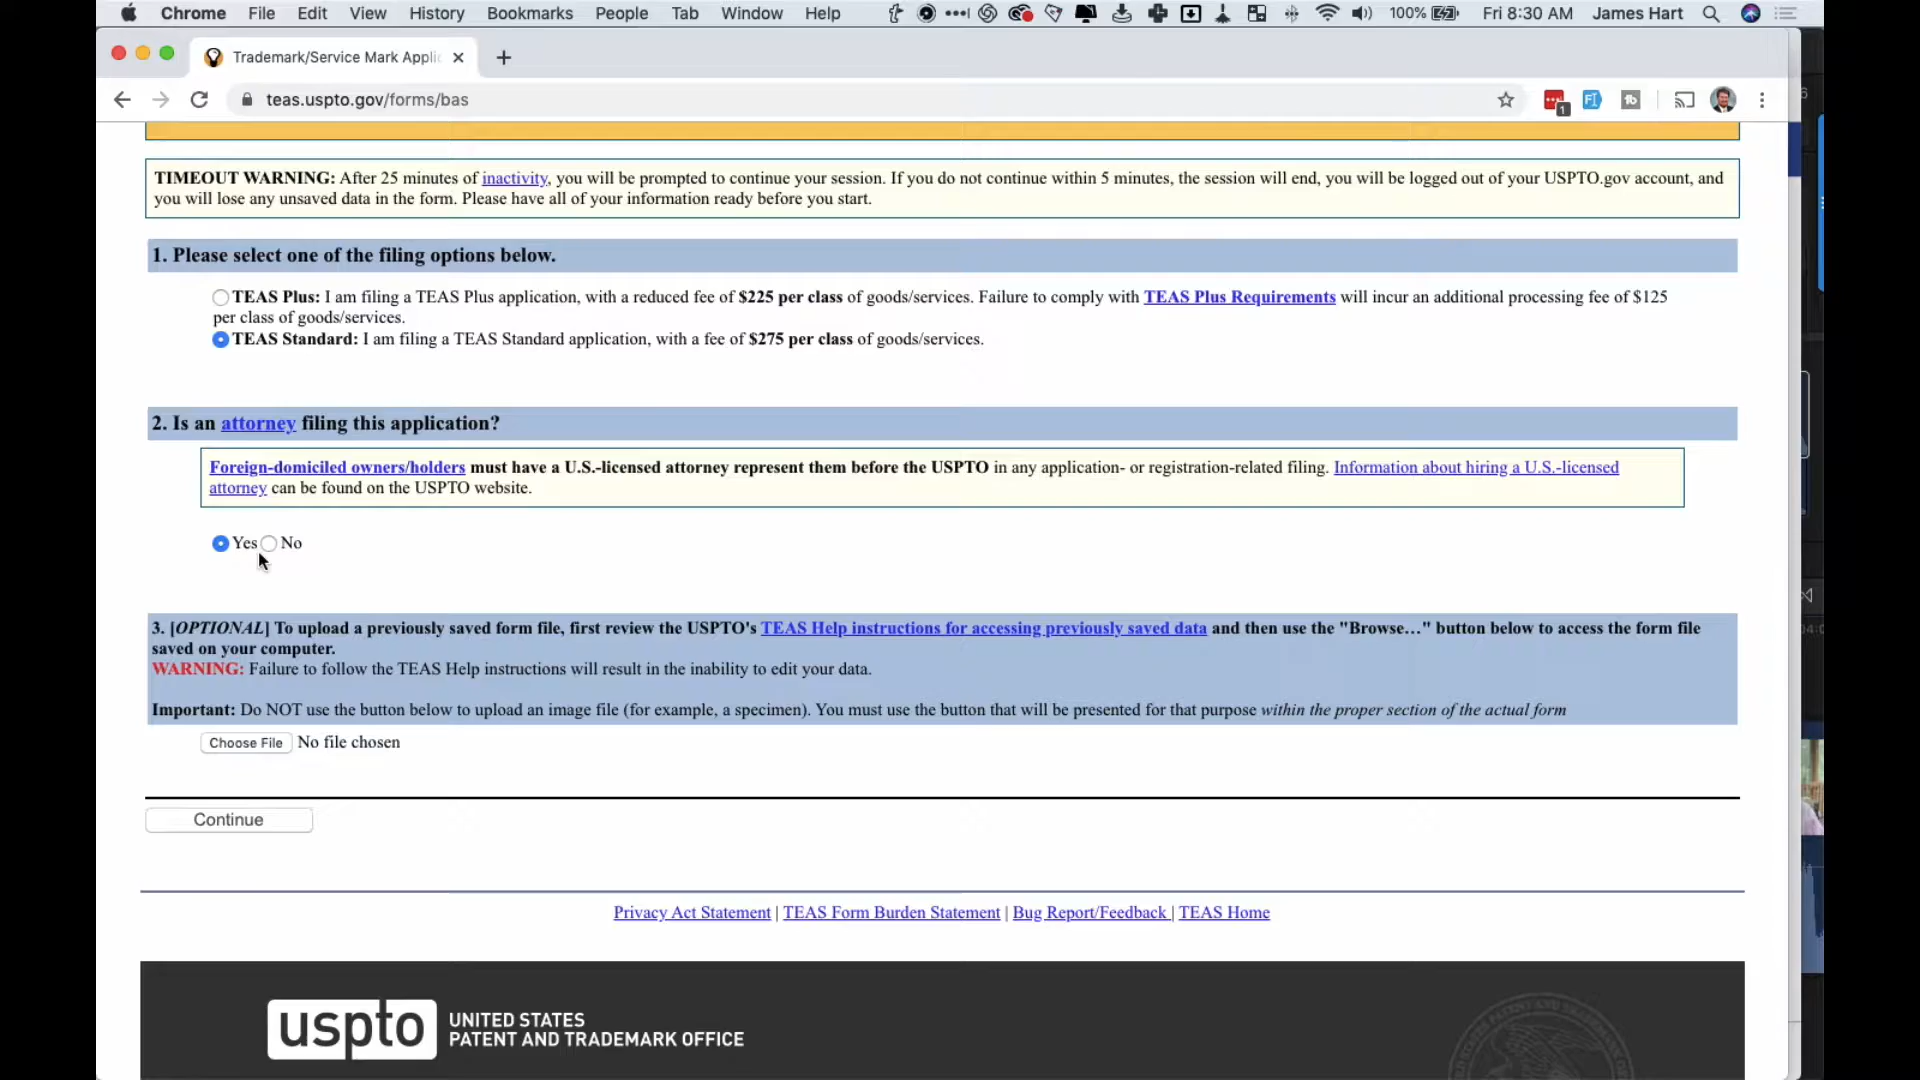 Chrome File Edit View History Bookmarks People Tab Window Help 100% Fri 8:30 AM James Hart
Trademark/Service Mark Applic
teas.uspto.gov/forms/bas
TIMEOUT WARNING: After 25 minutes of inactivity, you will be prompted to continue your session. If you do not continue within 5 minutes, the session will end, you will be logged out of your USPTO.gov account, and
you will lose any unsaved data in the form. Please have all of your information ready before you start.
1. Please select one of the filing options below.
TEAS Plus: I am filing a TEAS Plus application, with a reduced fee of $225 per class of goods/services. Failure to comply with TEAS Plus Requirements will incur an additional processing fee of $125
per class of goods/services.
TEAS Standard: I am filing a TEAS Standard application, with a fee of $275 per class of goods/services.
2. Is an attorney filing this application?
Foreign-domiciled owners/holders must have a U.S.-licensed attorney represent them before the USPTO in any application- or registration-related filing. Information about hiring a U.S.-licensed
attorney can be found on the USPTO website.
Yes No
3. [OPTIONAL] To upload a previously saved form file, first review the USPTO's TEAS Help instructions for accessing previously saved data and then use the "Browse..." button below to access the form file
saved on your computer.
WARNING: Failure to follow the TEAS Help instructions will result in the inability to edit your data.
Important: Do NOT use the button below to upload an image file (for example, a specimen). You must use the button that will be presented for that purpose within the proper section of the actual form
Choose File No file chosen
Continue
Privacy Act Statement | TEAS Form Burden Statement | Bug Report/Feedback | TEAS Home
uspto UNITED STATES
PATENT AND TRADEMARK OFFICE